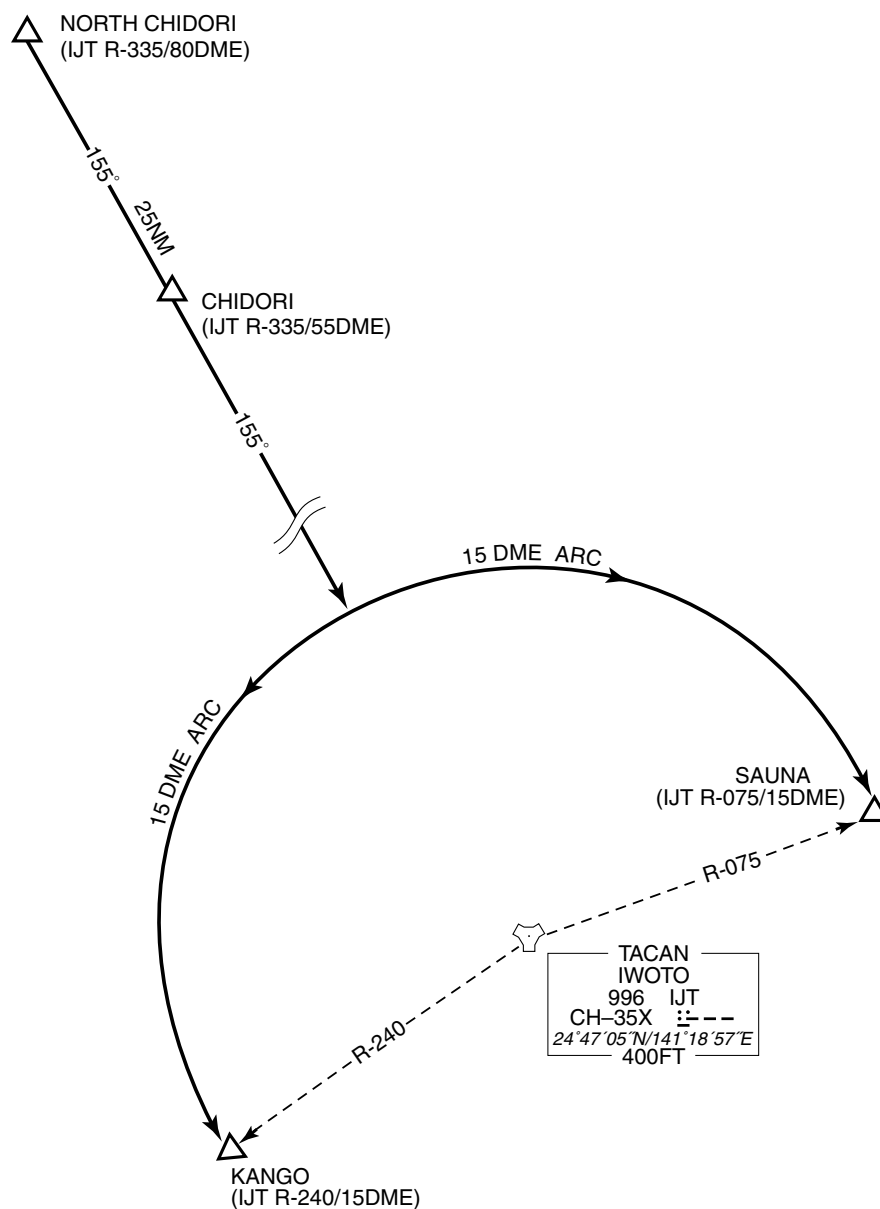 NORTH CHIDORI
(IJT R-335/80DME)
155°
25NM
CHIDORI
(IJT R-335/55DME)
155°
15 DME ARC
15 DME ARC
SAUNA
(IJT R-075/15DME)
R-075
TACAN
IWOTO
996 IJT
CH–35X
24°47´05˝N/141°18´57˝E
400FT
R-240
KANGO
(IJT R-240/15DME)